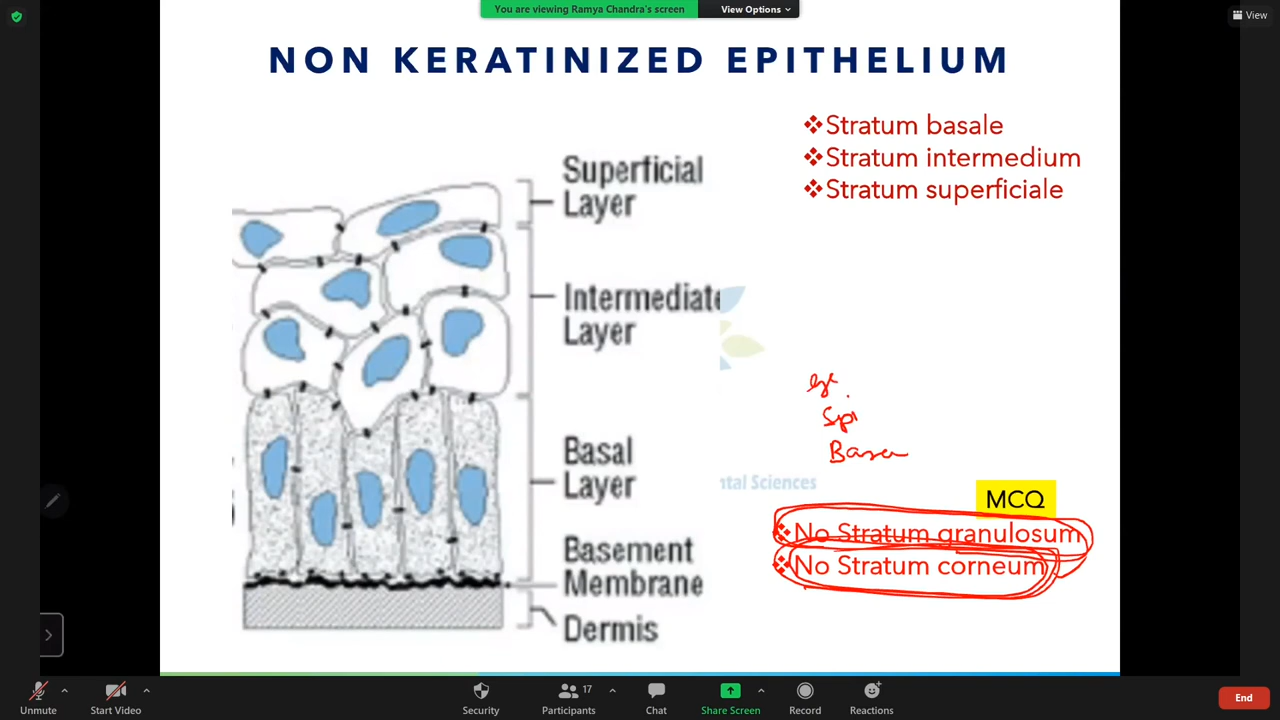 You are viewing Ramya Chandra's screen
View Options
View
NON KERATINIZED EPITHELIUM
❖Stratum basale
❖Stratum intermedium
❖Stratum superficiale
Superficial
Layer
Intermediate
Layer
Basal
Layer
Basement
Membrane
Dermis
ntal Sciences
MCQ
❖No Stratum granulosum
❖No Stratum corneum
Unmute
Start Video
Security
17
Participants
Chat
Share Screen
Record
Reactions
End